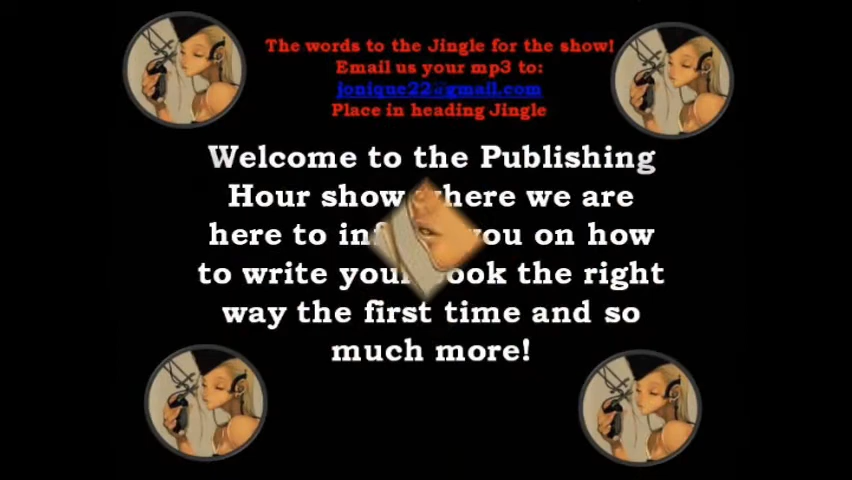 The words to the Jingle for the show!
Email us your mp3 to:
jonique22@gmail.com
Place in heading Jingle
Welcome to the Publishing
Hour show where we are
here to you on how
to write your book the right
way the first time and so
much more!